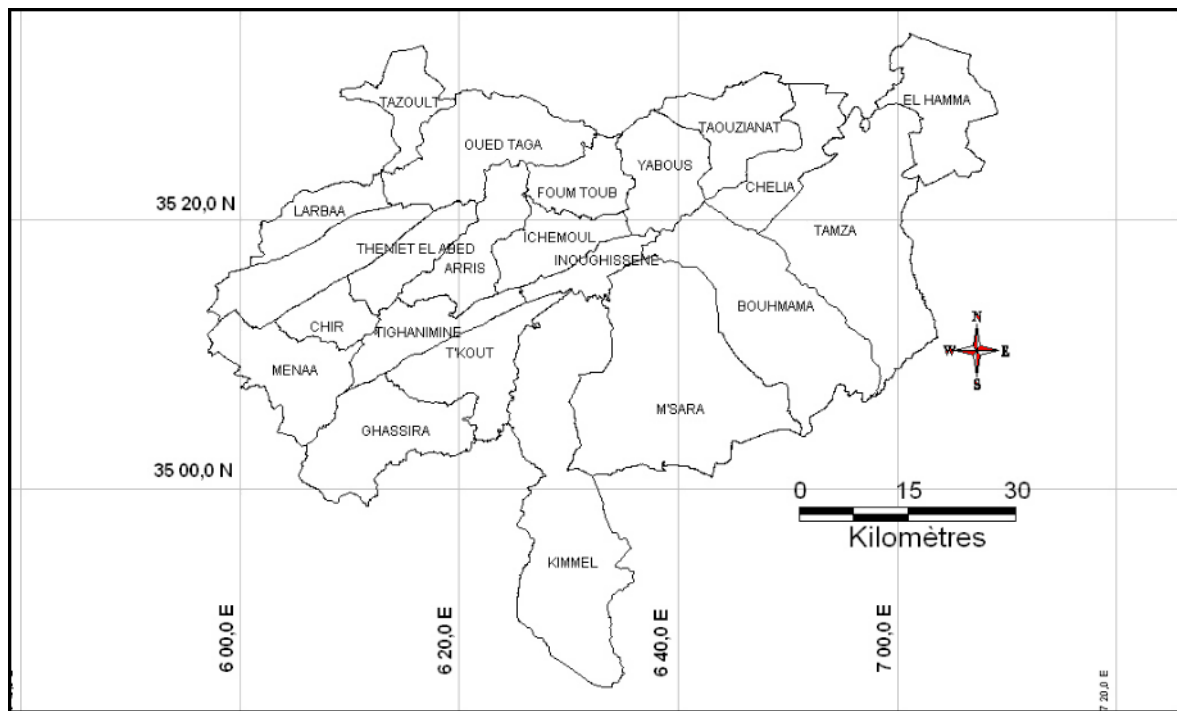 EL HAMMA
TAZOULT
TAOUZIANAT
OUED TAGA
YABOUS
CHELIA
FOUM TOUB
35 20,0 N
LARBAA
TAMZA
ICHEMOUL
THENIET EL ABED
INOUGHISSENE
ARRIS
BOUHMAMA
N
CHIR
TIGHANIMINE
W
E
T'KOUT
MENAA
S
M'SARA
GHASSIRA
35 00,0 N
0 15 30
Kilomètres
KIMMEL
6 00,0 E
6 20,0 E
6 40,0 E
7 00,0 E
7 20,0 E